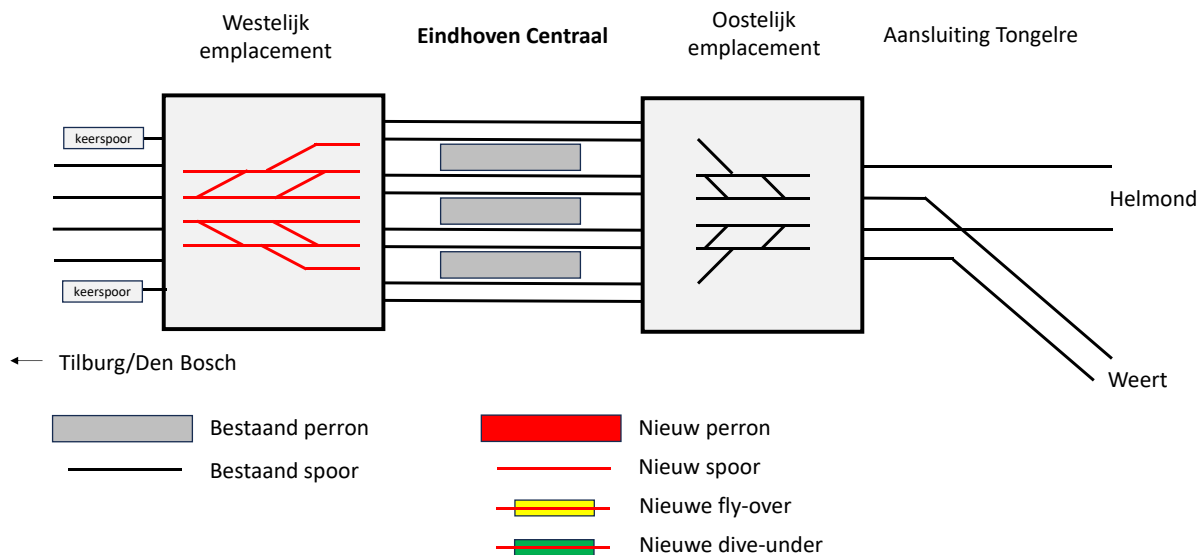 Westelijk
emplacement
Eindhoven Centraal
Oostelijk
emplacement
Aansluiting Tongelre
keerspoor
keerspoor
Helmond
Weert
Tilburg/Den Bosch
Bestaand perron
Bestaand spoor
Nieuw perron
Nieuw spoor
Nieuwe fly-over
Nieuwe dive-under